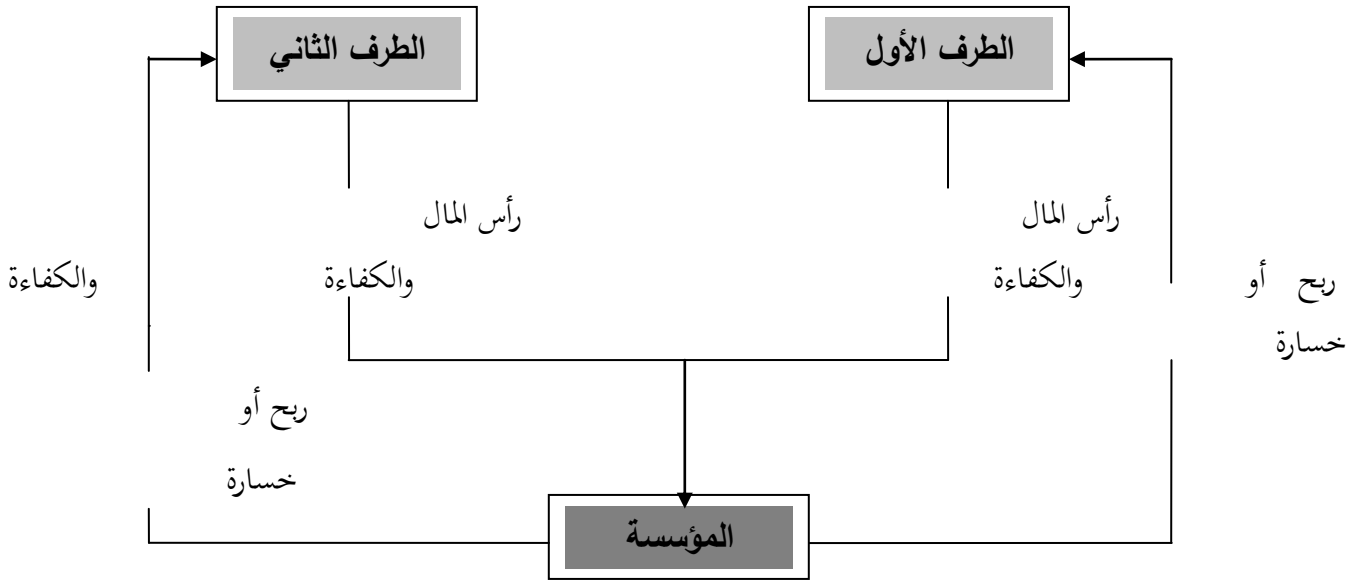 الطرف الأول
الطرف الثاني
رأس المال
رأس المال
ربح أو
والكفاءة
والكفاءة
والكفاءة
خسارة
ربح أو
خسارة
المؤسسة